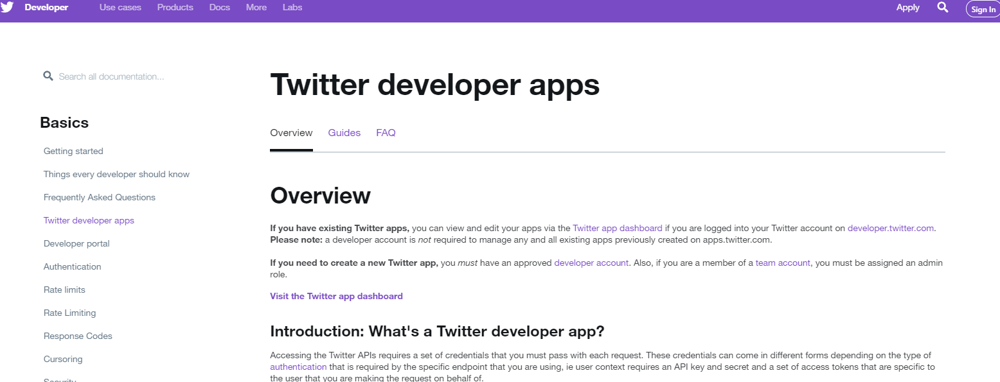 Developer Use cases Products Docs More Labs Apply Sign In
Search all documentation...
Basics
Getting started
Things every developer should know
Frequently Asked Questions
Twitter developer apps
Developer portal
Authentication
Rate limits
Rate Limiting
Response Codes
Cursoring
Security
Twitter developer apps
Overview Guides FAQ
Overview
If you have existing Twitter apps, you can view and edit your apps via the Twitter app dashboard if you are logged into your Twitter account on developer.twitter.com.
Please note: a developer account is not required to manage any and all existing apps previously created on apps.twitter.com.
If you need to create a new Twitter app, you must have an approved developer account. Also, if you are a member of a team account, you must be assigned an admin
role.
Visit the Twitter app dashboard
Introduction: What's a Twitter developer app?
Accessing the Twitter APIs requires a set of credentials that you must pass with each request. These credentials can come in different forms depending on the type of
authentication that is required by the specific endpoint that you are using, ie user context requires an API key and secret and a set of access tokens that are specific to
the user that you are making the request on behalf of.